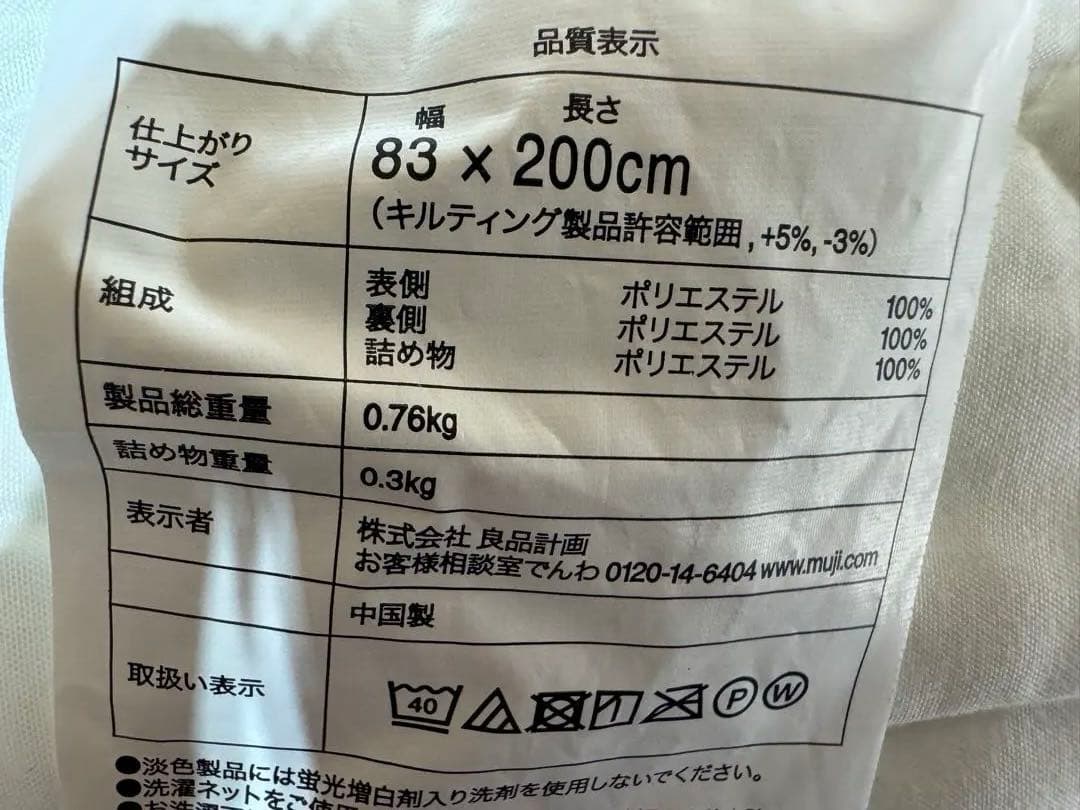 品質表示
仕上がり
サイズ
幅 長さ
83 × 200cm
(キルティング製品許容範囲, +5%, -3%)
組成
表側 ポリエステル 100%
裏側 ポリエステル 100%
詰め物 ポリエステル 100%
製品総重量 0.76kg
詰め物重量 0.3kg
表示者
株式会社 良品計画
お客様相談室でんわ 0120-14-6404 www.muji.com
中国製
取扱い表示
40 P W
●淡色製品には蛍光増白剤入り洗剤を使用しないでください。
●洗濯ネットをご使用
●お洗濯